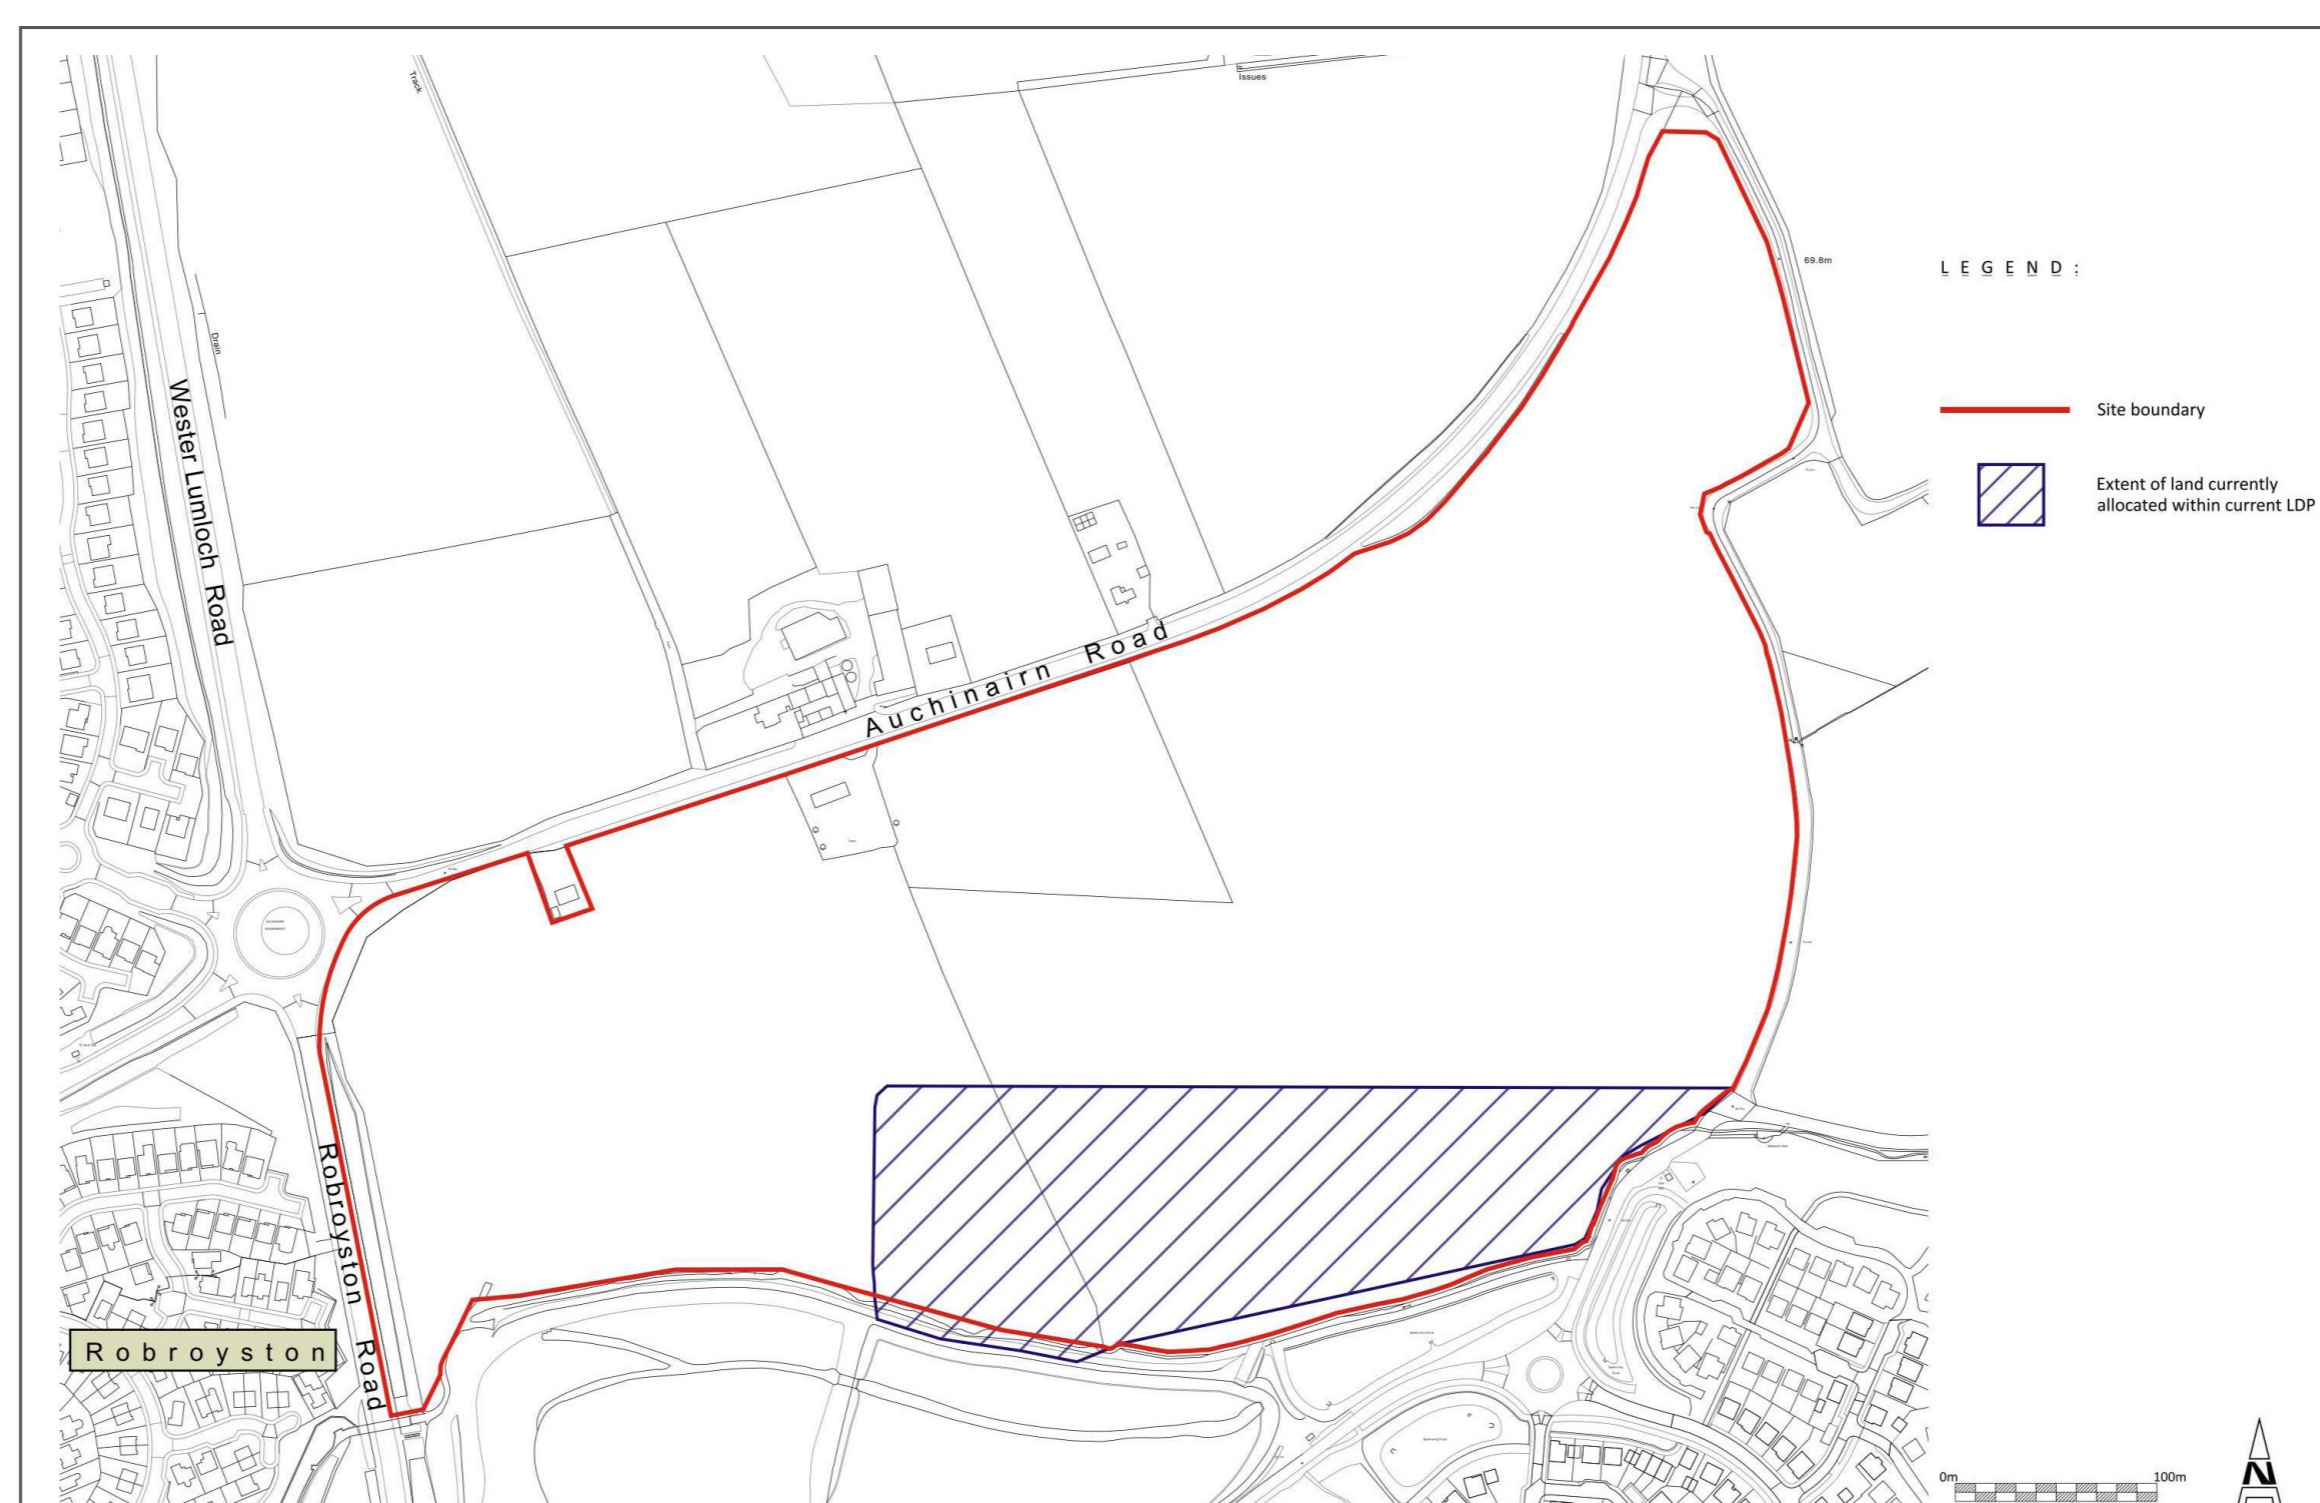 Issues
Track
69.8m
L E G E N D :
Drain
Wester Lumloch Road
Site boundary
Extent of land currently
allocated within current LDP
Auchinairn Road
Robroyston Road
Robroyston
0m 100m
N